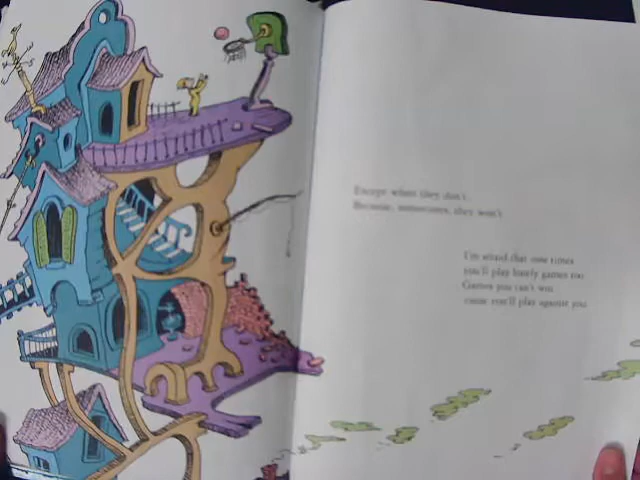 Except when they don't.
Because, sometimes, they won't.
I'm afraid that some times
you'll play lonely games too.
Games you can't win
'cause you'll play against you.